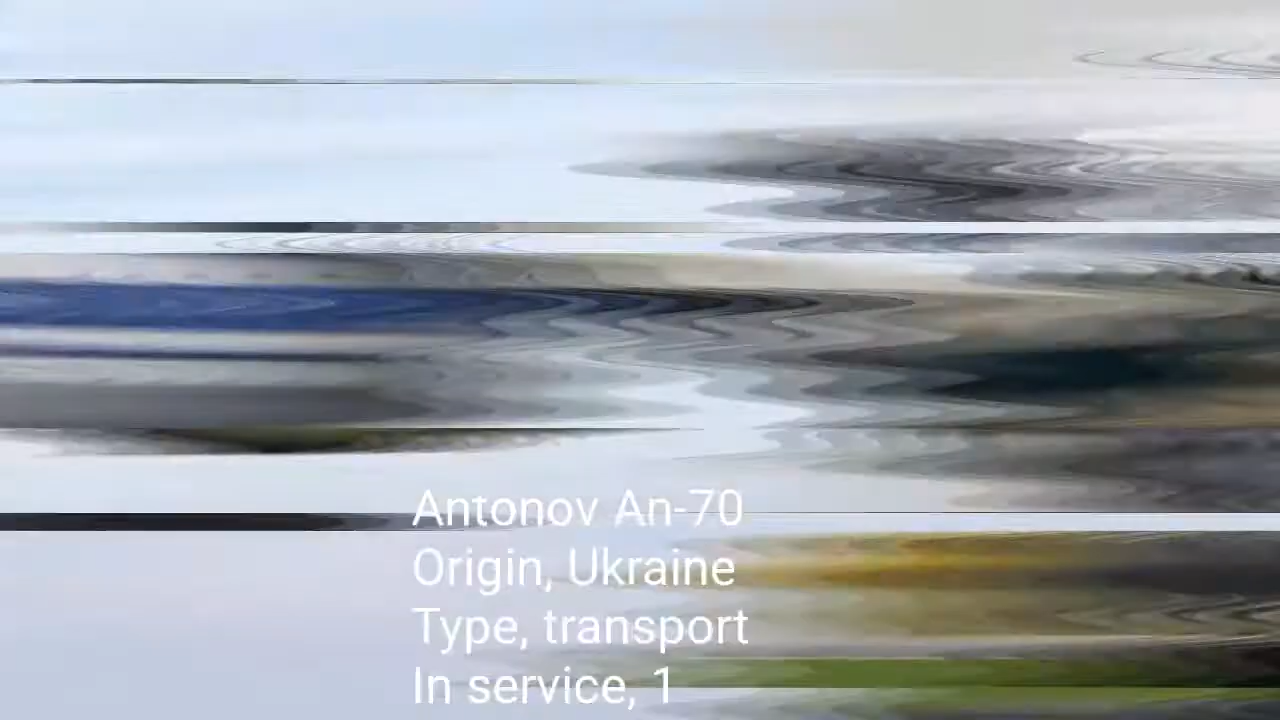 Antonov An-70
Origin, Ukraine
Type, transport
In service, 1